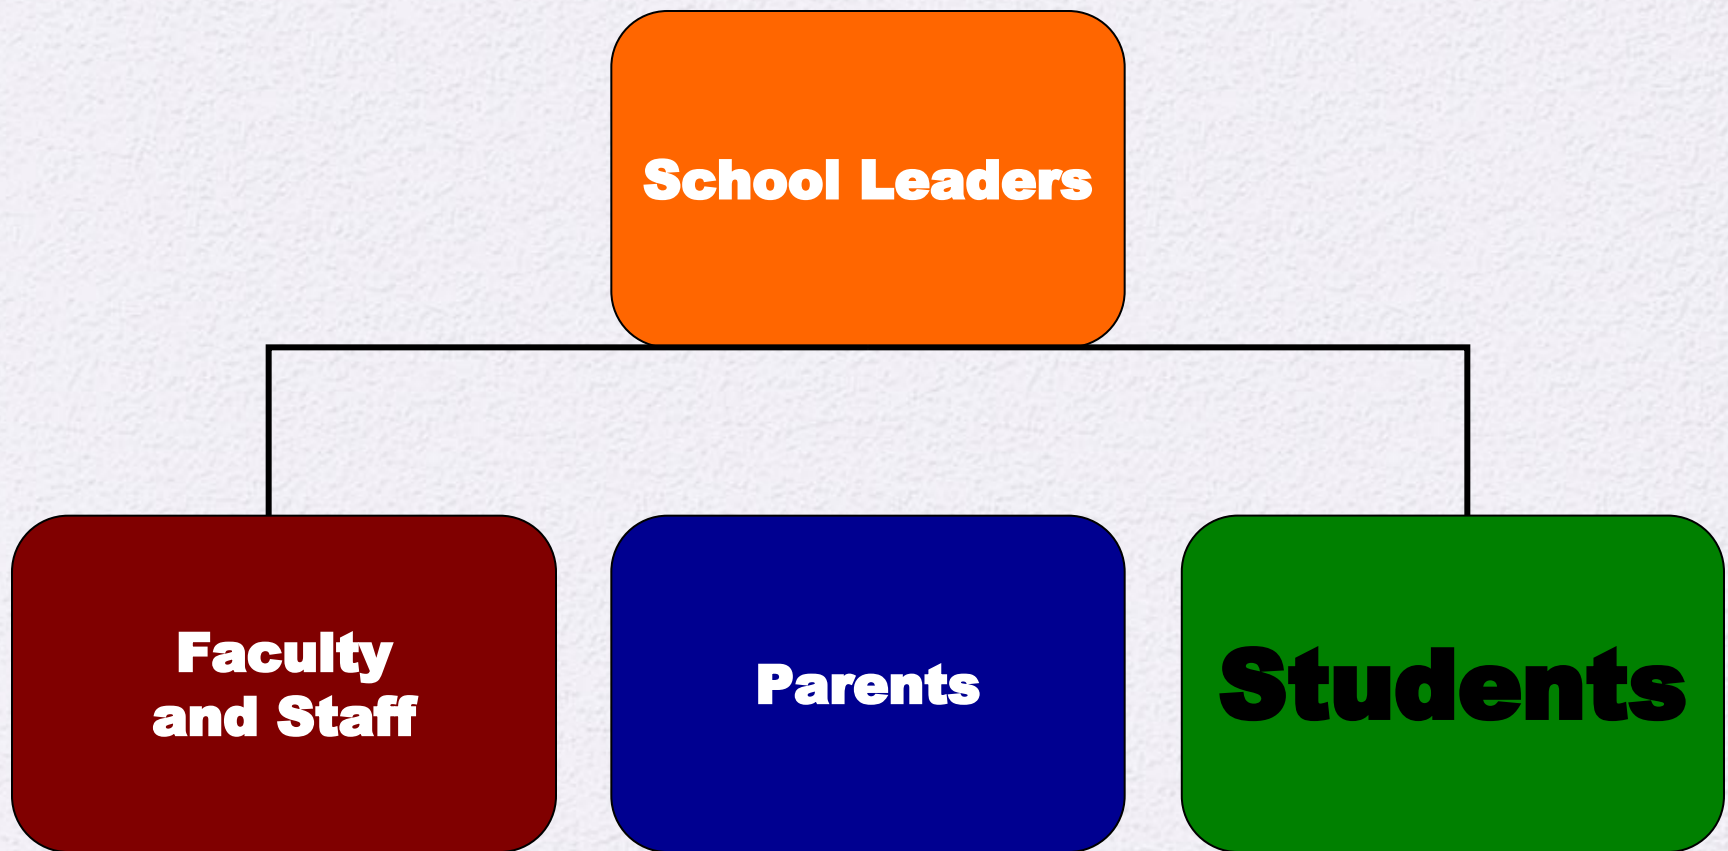 School Leaders
Faculty
and Staff
Parents
Students